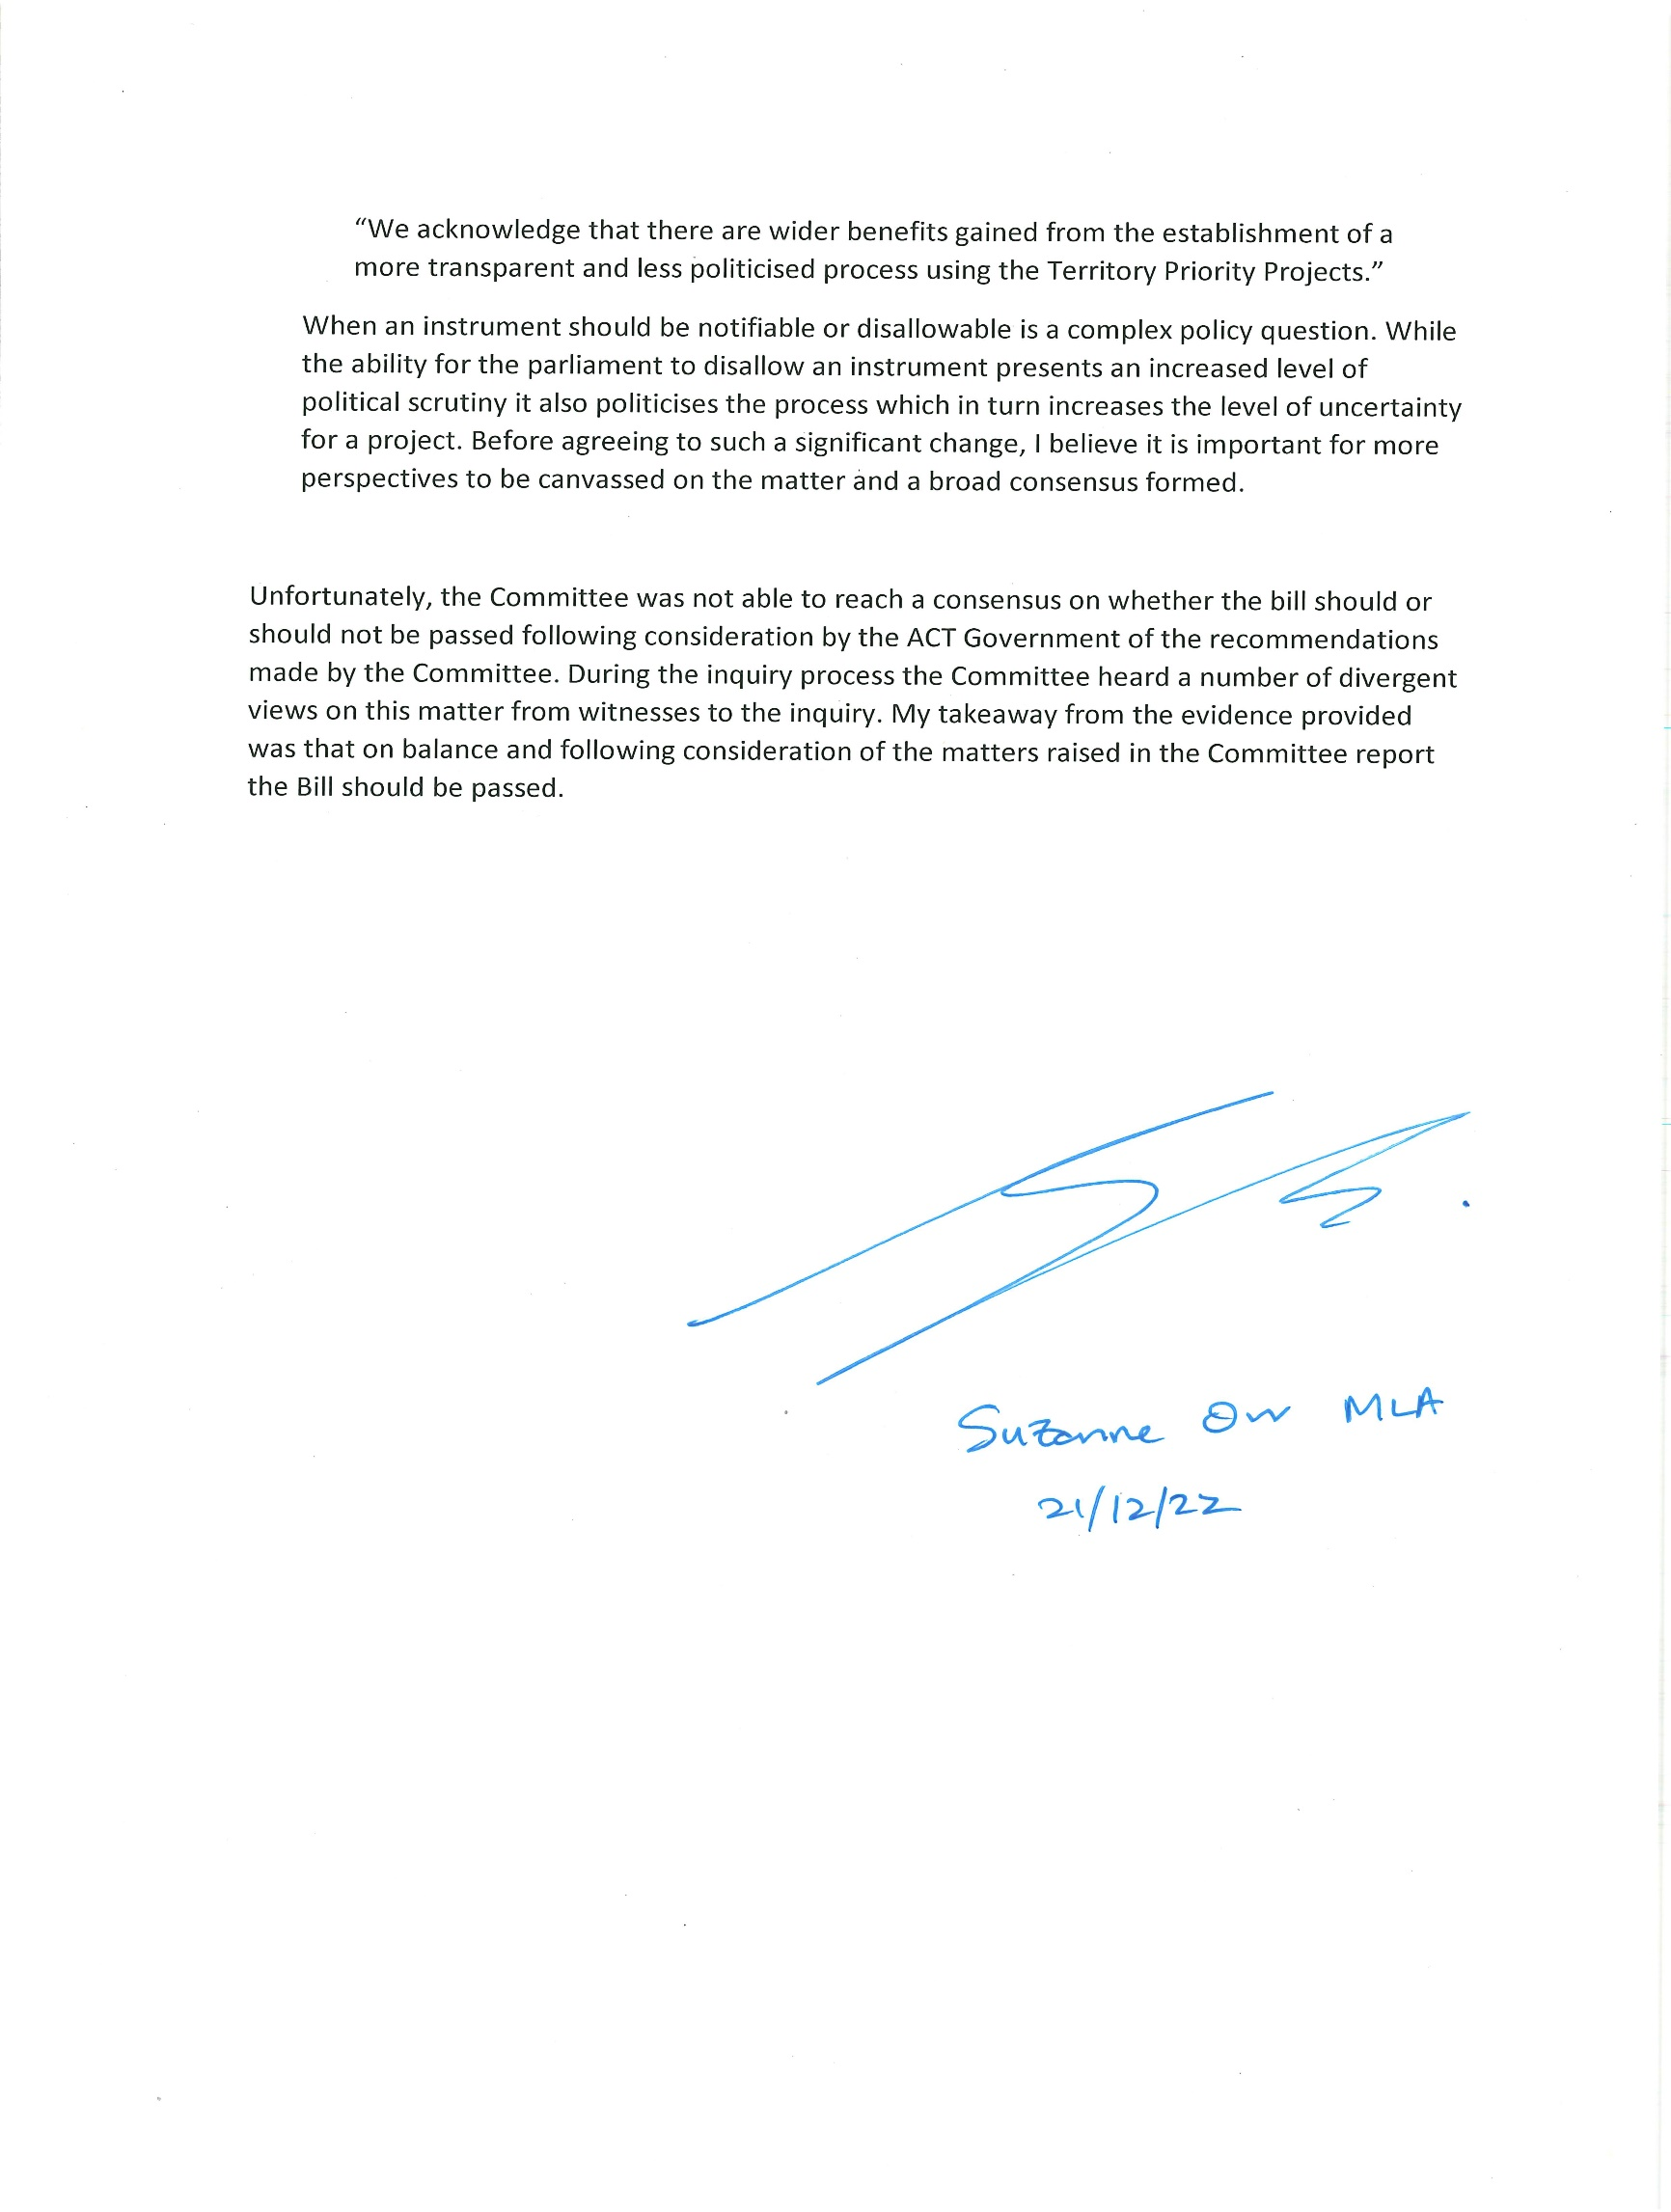 “We acknowledge that there are wider benefits gained from the establishment of a
more transparent and less politicised process using the Territory Priority Projects.”
When an instrument should be notifiable or disallowable is a complex policy question. While
the ability for the parliament to disallow an instrument presents an increased level of
political scrutiny it also politicises the process which in turn increases the level of uncertainty
for a project. Before agreeing to such a significant change, I believe it is important for more
perspectives to be canvassed on the matter and a broad consensus formed.
Unfortunately, the Committee was not able to reach a consensus on whether the bill should or
should not be passed following consideration by the ACT Government of the recommendations
made by the Committee. During the inquiry process the Committee heard a number of divergent
views on this matter from witnesses to the inquiry. My takeaway from the evidence provided
was that on balance and following consideration of the matters raised in the Committee report
the Bill should be passed.
Suzanne Orr MLA
21/12/22